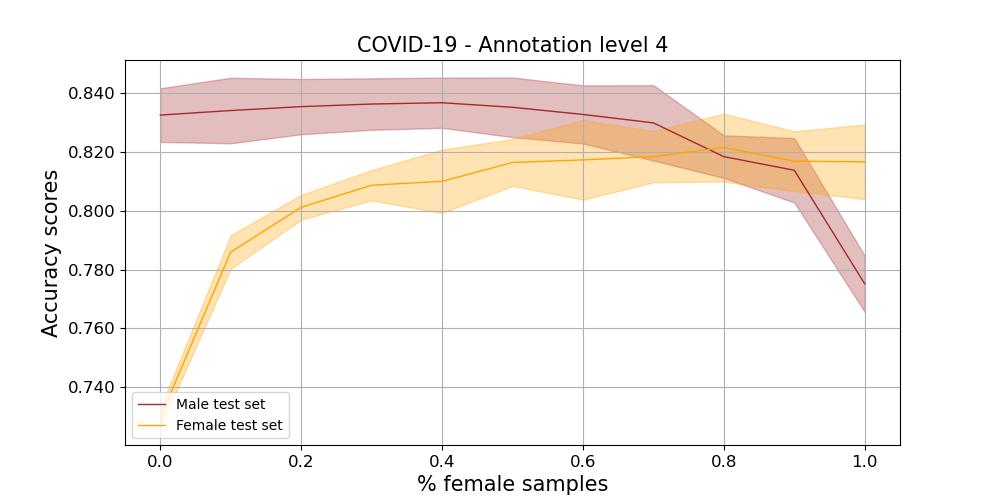 COVID-19 - Annotation level 4
Accuracy scores
0.840
0.820
0.800
0.780
0.760
0.740
Male test set
Female test set
0.0 0.2 0.4 0.6 0.8 1.0
% female samples